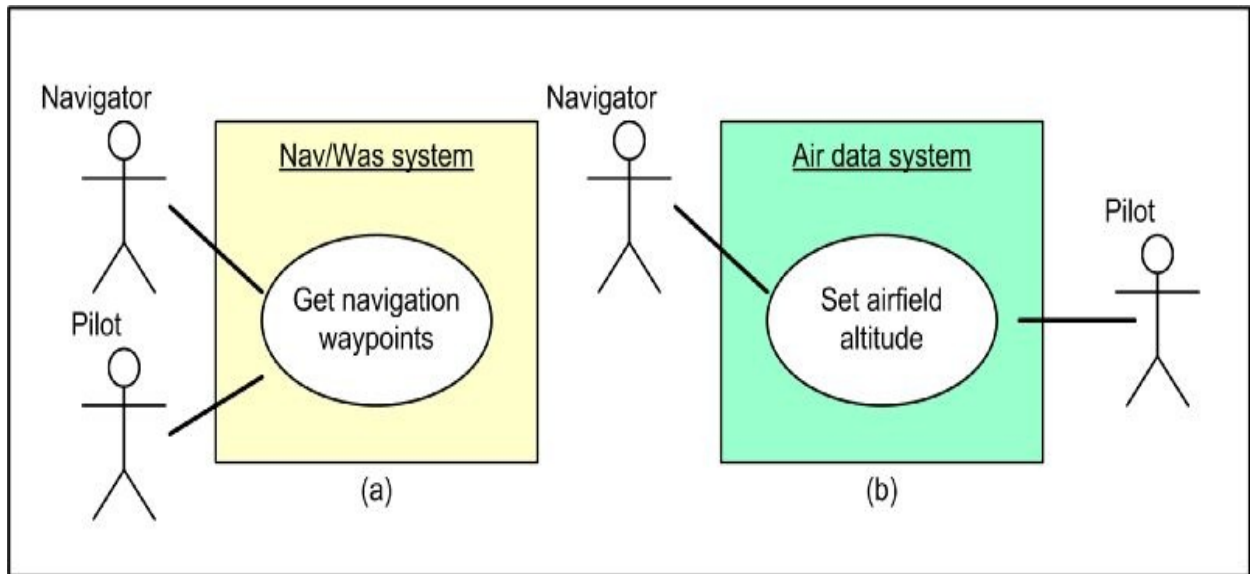 Navigator
Nav/Was system
Get navigation
waypoints
Pilot
(a)
Navigator
Air data system
Set airfield
altitude
Pilot
(b)